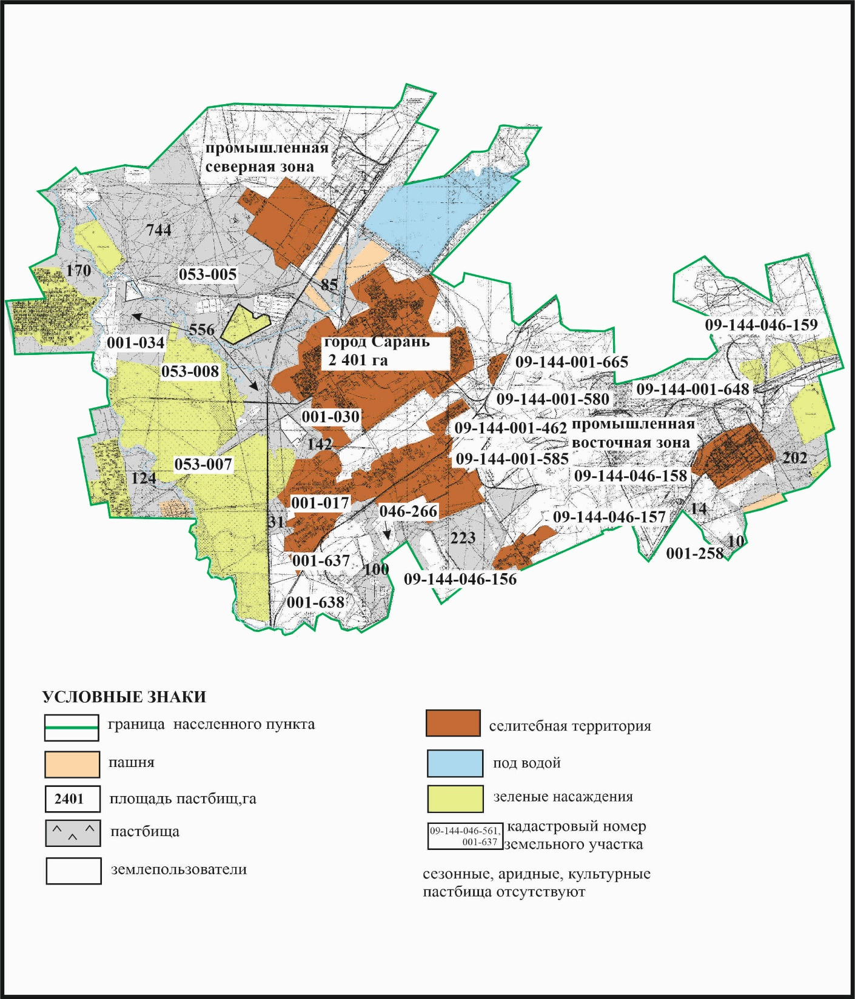 промышленная
северная зона
744
170
053-005
85
556
001-034
053-008
город Сарань
2 401 га
09-144-046-159
09-144-001-665
09-144-001-648
09-144-001-580
001-030
09-144-001-462
промышленная
восточная зона
142
09-144-001-585
202
053-007
124
09-144-046-158
001-017
046-266
14
09-144-046-157
31
223
10
001-258
001-637
100
09-144-046-156
001-638
УСЛОВНЫЕ ЗНАКИ
граница населенного пункта
пашня
2401 площадь пастбищ,га
пастбища
землепользователи
селитебная территория
под водой
зеленые насаждения
09-144-046-561,
001-637
кадастровый номер
земельного участка
сезонные, аридные, культурные
пастбища отсутствуют